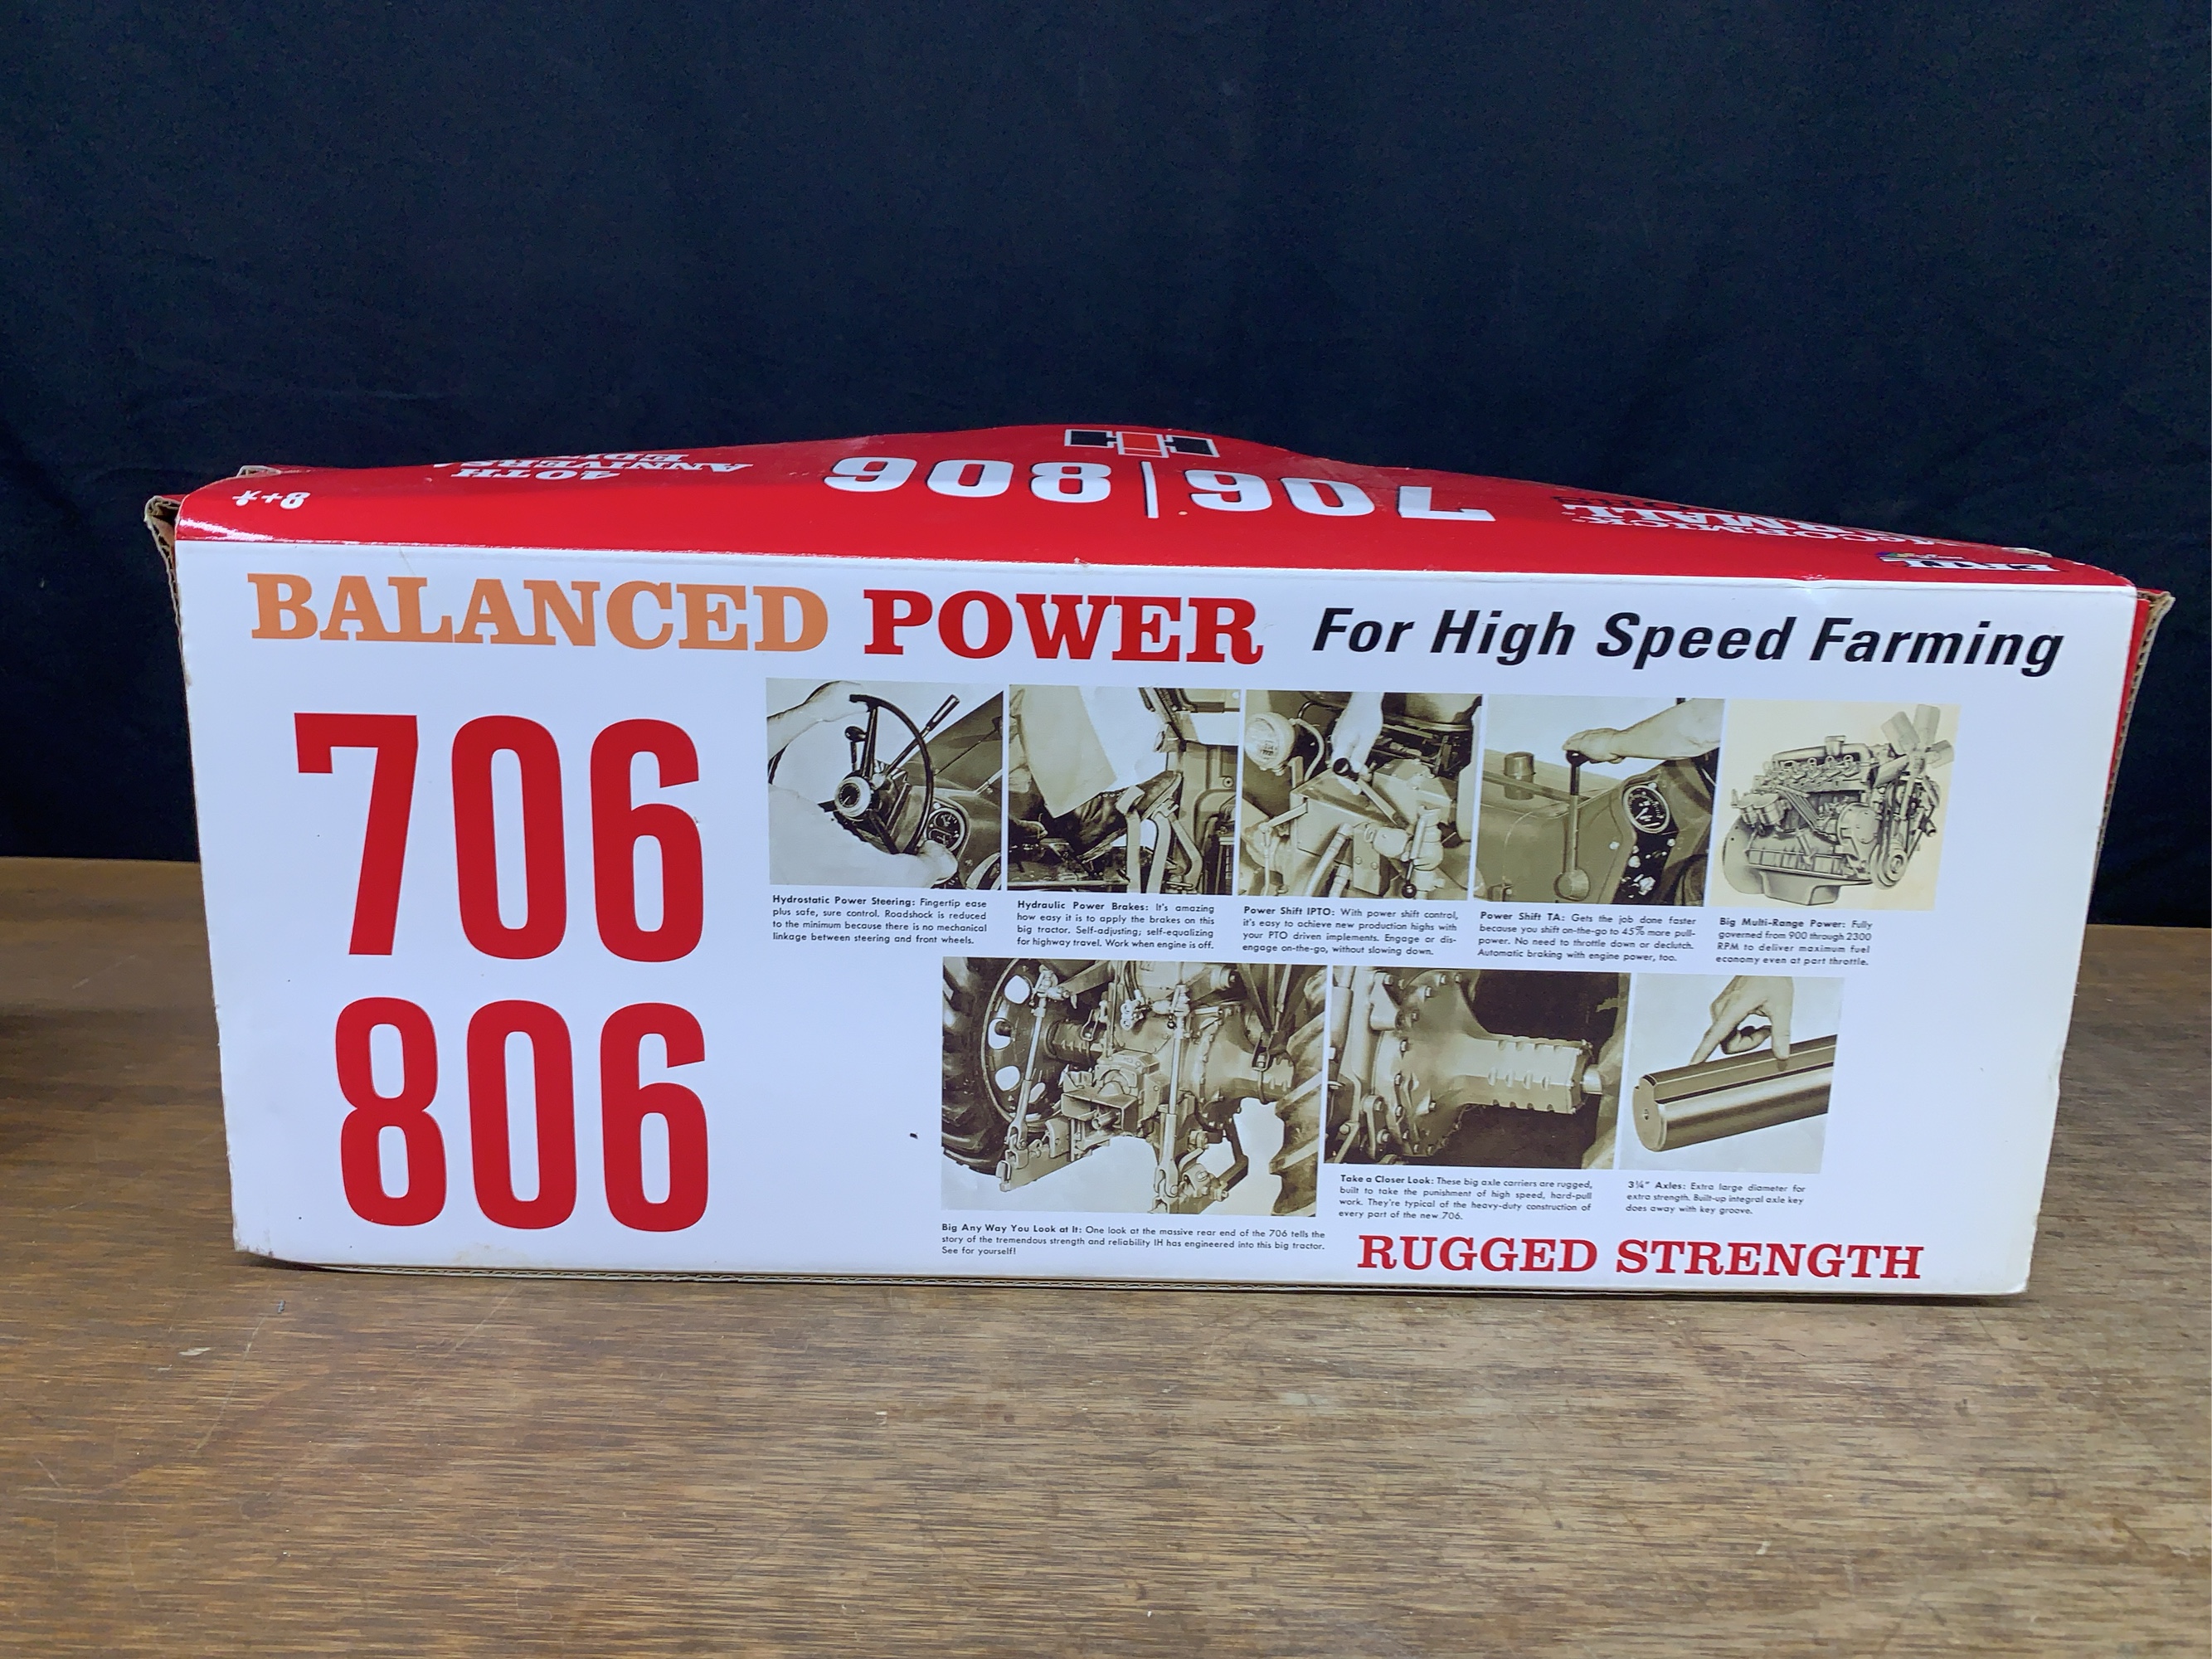 8+*
40TH
ANNIVERS
EDI
706|806
McCORMICK
FARMALL
ERTL
BALANCED POWER For High Speed Farming
706
806
Hydrostatic Power Steering: Fingertip ease
plus safe, sure control. Roadshock is reduced
to the minimum because there is no mechanical
linkage between steering and front wheels.
Hydraulic Power Brakes: It's amazing
how easy it is to apply the brakes on this
big tractor. Self-adjusting; self-equalizing
for highway travel. Work when engine is off.
Power Shift IPTO: With power shift control,
it's easy to achieve new production highs with
your PTO driven implements. Engage or dis-
engage on-the-go, without slowing down.
Power Shift TA: Gets the job done faster
because you shift on-the-go to 45% more pull-
power. No need to throttle down or declutch.
Automatic braking with engine power, too.
Big Multi-Range Power: Fully
governed from 900 through 2300
RPM to deliver maximum fuel
economy even at part throttle.
Big Any Way You Look at It: One look at the massive rear end of the 706 tells the
story of the tremendous strength and reliability IH has engineered into this big tractor.
See for yourself!
Take a Closer Look: These big axle carriers are rugged,
built to take the punishment of high speed, hard-pull
work. They're typical of the heavy-duty construction of
every part of the new 706.
3¼" Axles: Extra large diameter for
extra strength. Built-up integral axle key
does away with key groove.
RUGGED STRENGTH